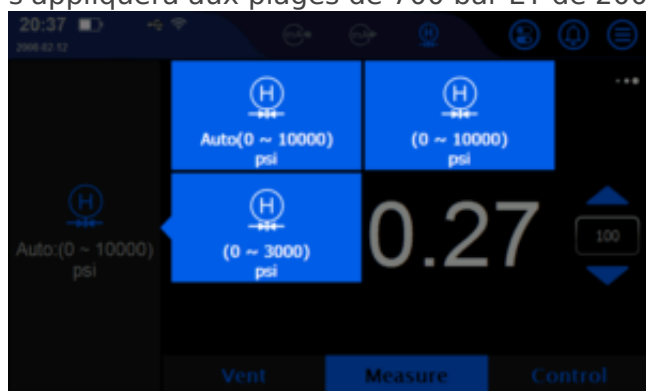 s'appliquera aux plages de 700 bar ET de 200
20:37
2000-02-12
H
Auto(0 ~ 10000)
psi
H
(0 ~ 10000)
psi
H
Auto:(0 ~ 10000)
psi
H
(0 ~ 3000)
psi
0.27
100
Vent
Measure
Control